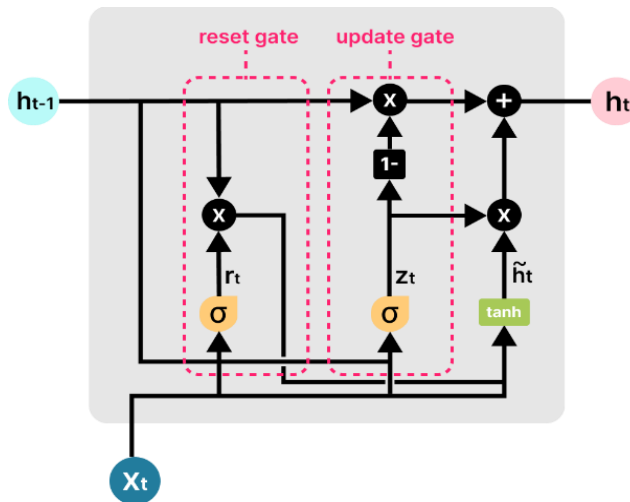 reset gate update gate
ht-1 x + ht
1-
x x
rt zt h̃t
σ σ tanh
Xt